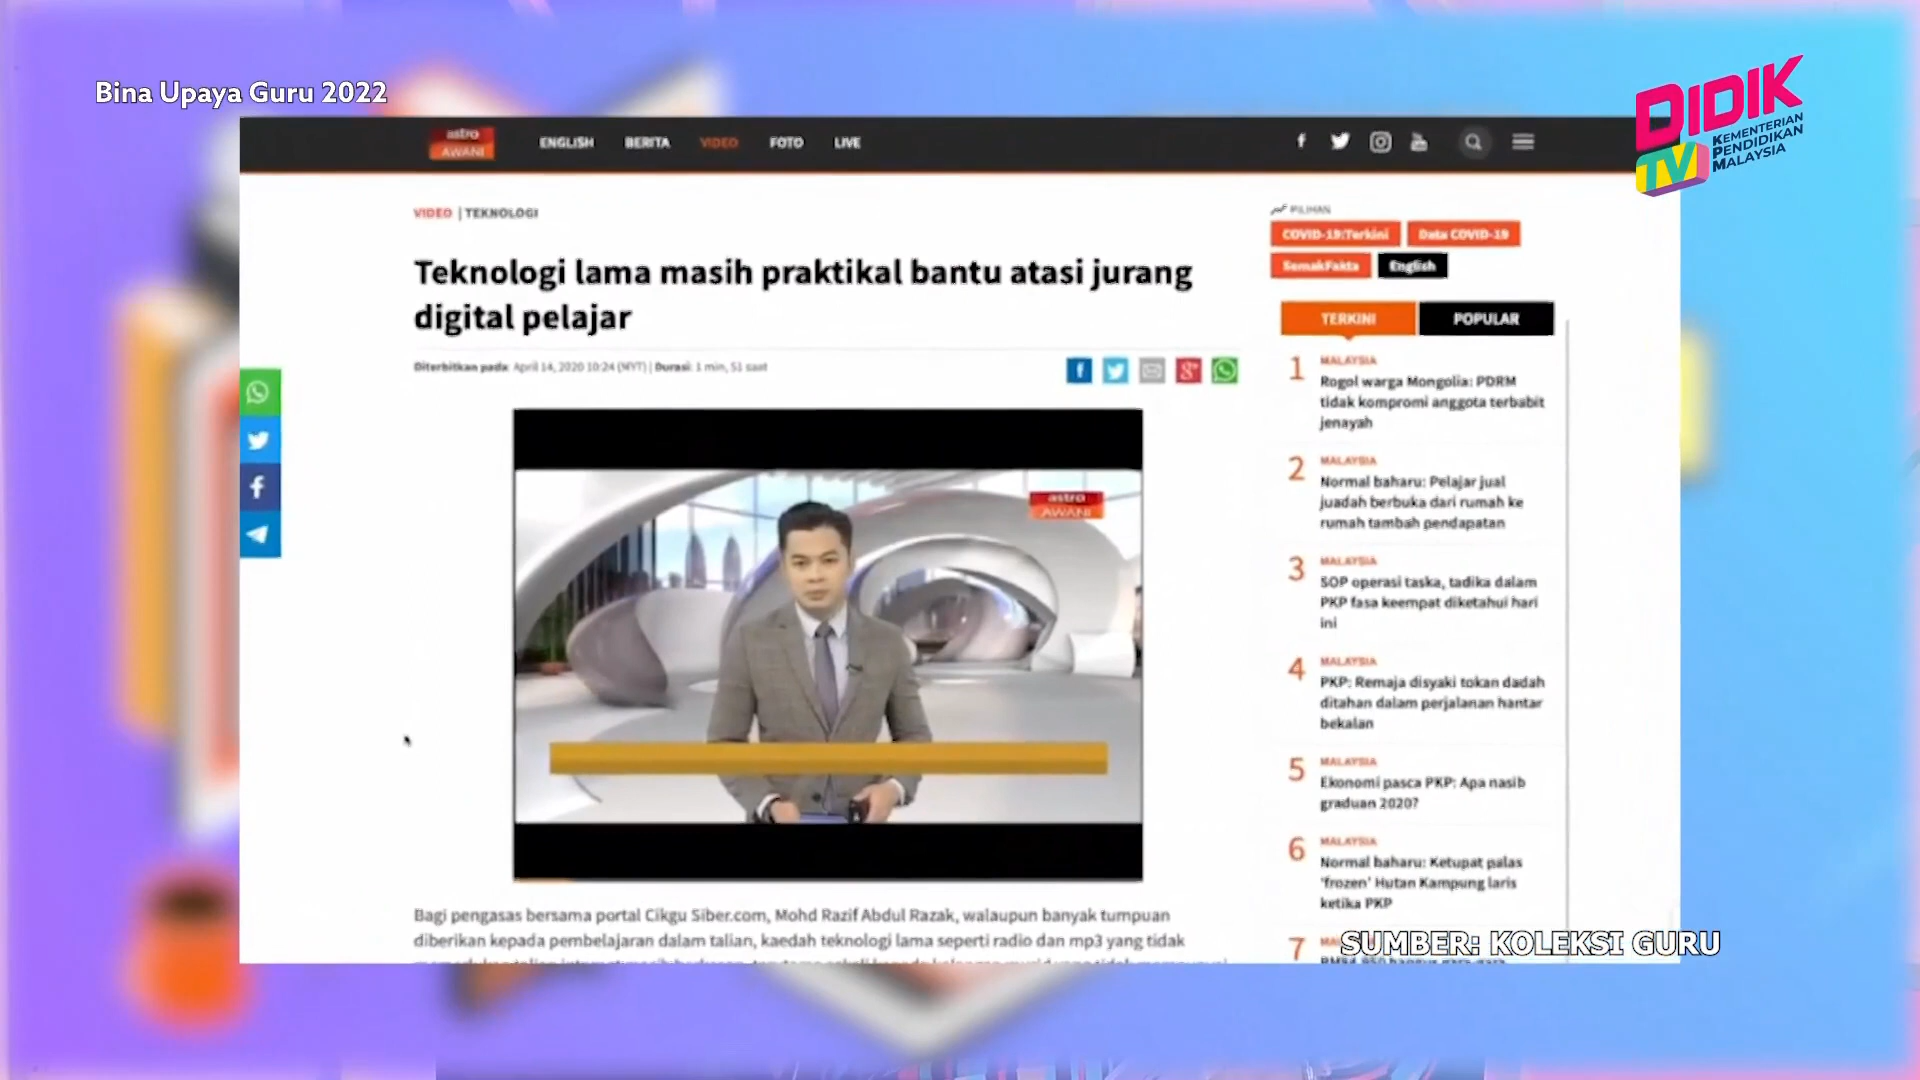 Bina Upaya Guru 2022
DIDIK
TV
KEMENTERIAN
PENDIDIKAN
MALAYSIA
astro
AWANI
ENGLISH
BERITA
VIDEO
FOTO
LIVE
VIDEO | TEKNOLOGI
Teknologi lama masih praktikal bantu atasi jurang
digital pelajar
Diterbitkan pada April 14, 2020 10:24 (MYT) | Durasi: 1 min, 51 saat
astro
AWANI
Bagi pengasas bersama portal Cikgu Siber.com, Mohd Razif Abdul Razak, walaupun banyak tumpuan
diberikan kepada pembelajaran dalam talian, kaedah teknologi lama seperti radio dan mp3 yang tidak
PILIHAN
COVID-19:Terkini
Data COVID-19
SemakFakta
English
TERKINI
POPULAR
1
MALAYSIA
Rogol warga Mongolia: PDRM
tidak kompromi anggota terbabit
jenayah
2
MALAYSIA
Normal baharu: Pelajar jual
juadah berbuka dari rumah ke
rumah tambah pendapatan
3
MALAYSIA
SOP operasi taska, tadika dalam
PKP fasa keempat diketahui hari
ini
4
MALAYSIA
PKP: Remaja disyaki tokan dadah
ditahan dalam perjalanan hantar
bekalan
5
MALAYSIA
Ekonomi pasca PKP: Apa nasib
graduan 2020?
6
MALAYSIA
Normal baharu: Ketupat palas
'frozen' Hutan Kampung laris
ketika PKP
7
SUMBER: KOLEKSI GURU